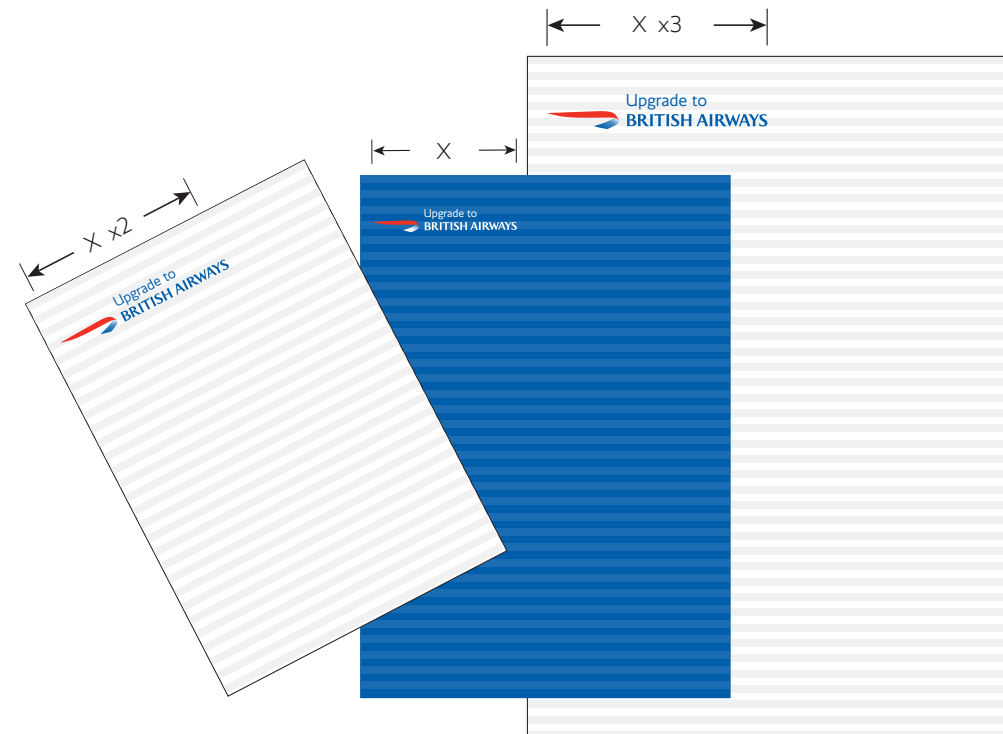 X x2
Upgrade to
BRITISH AIRWAYS
X
Upgrade to
BRITISH AIRWAYS
X x3
Upgrade to
BRITISH AIRWAYS